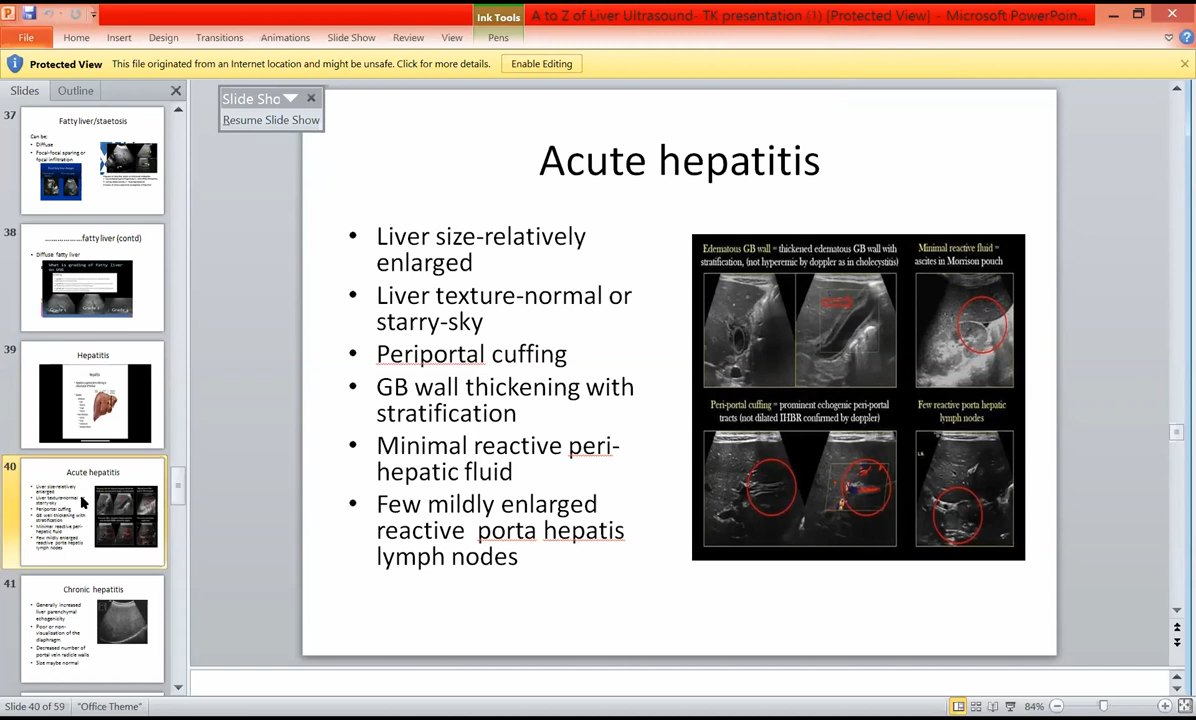 Ink Tools
A to Z of Liver Ultrasound- TK presentation (1) [Protected View] - Microsoft PowerPoin...
File Home Insert Design Transitions Animations Slide Show Review View Pens
Protected View This file originated from an Internet location and might be unsafe. Click for more details. Enable Editing
Slides Outline
Slide Sho
Resume Slide Show
37
Fatty liver/staetosis
Can be:
Diffuse
Focal-focal sparing or
focal infiltration
38
....................fatty liver (contd)
Diffuse fatty liver
39
Hepatitis
40
Acute hepatitis
Liver size-relatively
enlarged
Liver texture-normal
starry-sky
Periportal cuffing
GB wall thickening with
stratification
Minimal reactive peri-
hepatic fluid
Few mildly enlarged
reactive porta hepatis
lymph nodes
41
Chronic hepatitis
Generally increased
liver parenchymal
echogenicity
Poor or non-
visualisation of the
diaphragm
Decreased number of
portal vein radicle walls
Size maybe normal
Acute hepatitis
• Liver size-relatively
enlarged
• Liver texture-normal or
starry-sky
• Periportal cuffing
• GB wall thickening with
stratification
• Minimal reactive peri-
hepatic fluid
• Few mildly enlarged
reactive porta hepatis
lymph nodes
Edematous GB wall = thickened edematous GB wall with
stratification, (not hyperemic by doppler as in cholecystitis)
Minimal reactive fluid =
ascites in Morrison pouch
Peri-portal cuffing = prominent echogenic peri-portal
tracts (not dilated IHBR confirmed by doppler)
Few reactive porta hepatic
lymph nodes
Slide 40 of 59 "Office Theme" 84%